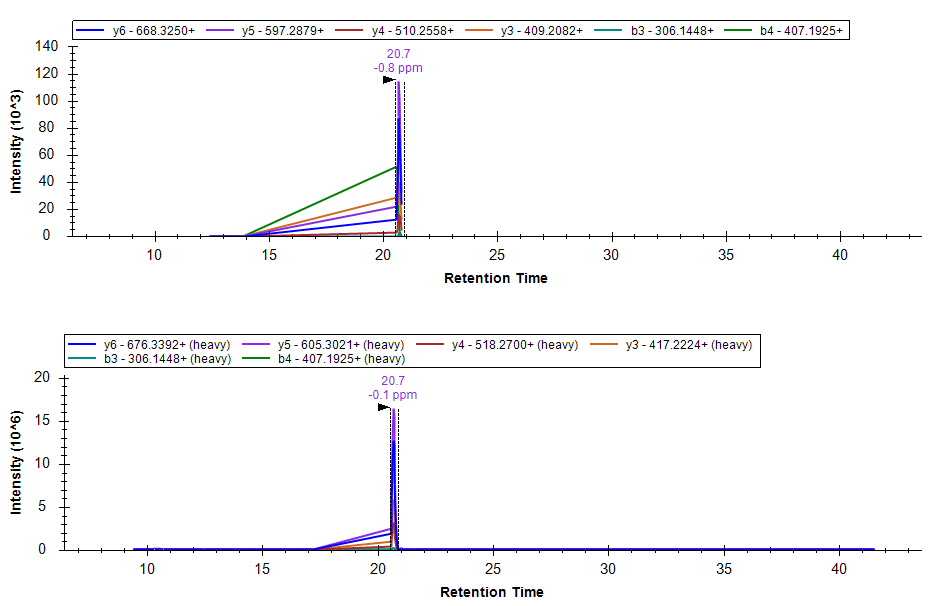 y6 - 668.3250+ y5 - 597.2879+ y4 - 510.2558+ y3 - 409.2082+ b3 - 306.1448+ b4 - 407.1925+
140
120
100
80
60
40
20
0
Intensity (10^3)
20.7
-0.8 ppm
10 15 20 25 30 35 40
Retention Time
y6 - 676.3392+ (heavy) y5 - 605.3021+ (heavy) y4 - 518.2700+ (heavy) y3 - 417.2224+ (heavy)
b3 - 306.1448+ (heavy) b4 - 407.1925+ (heavy)
20
15
10
5
0
Intensity (10^6)
20.7
-0.1 ppm
10 15 20 25 30 35 40
Retention Time